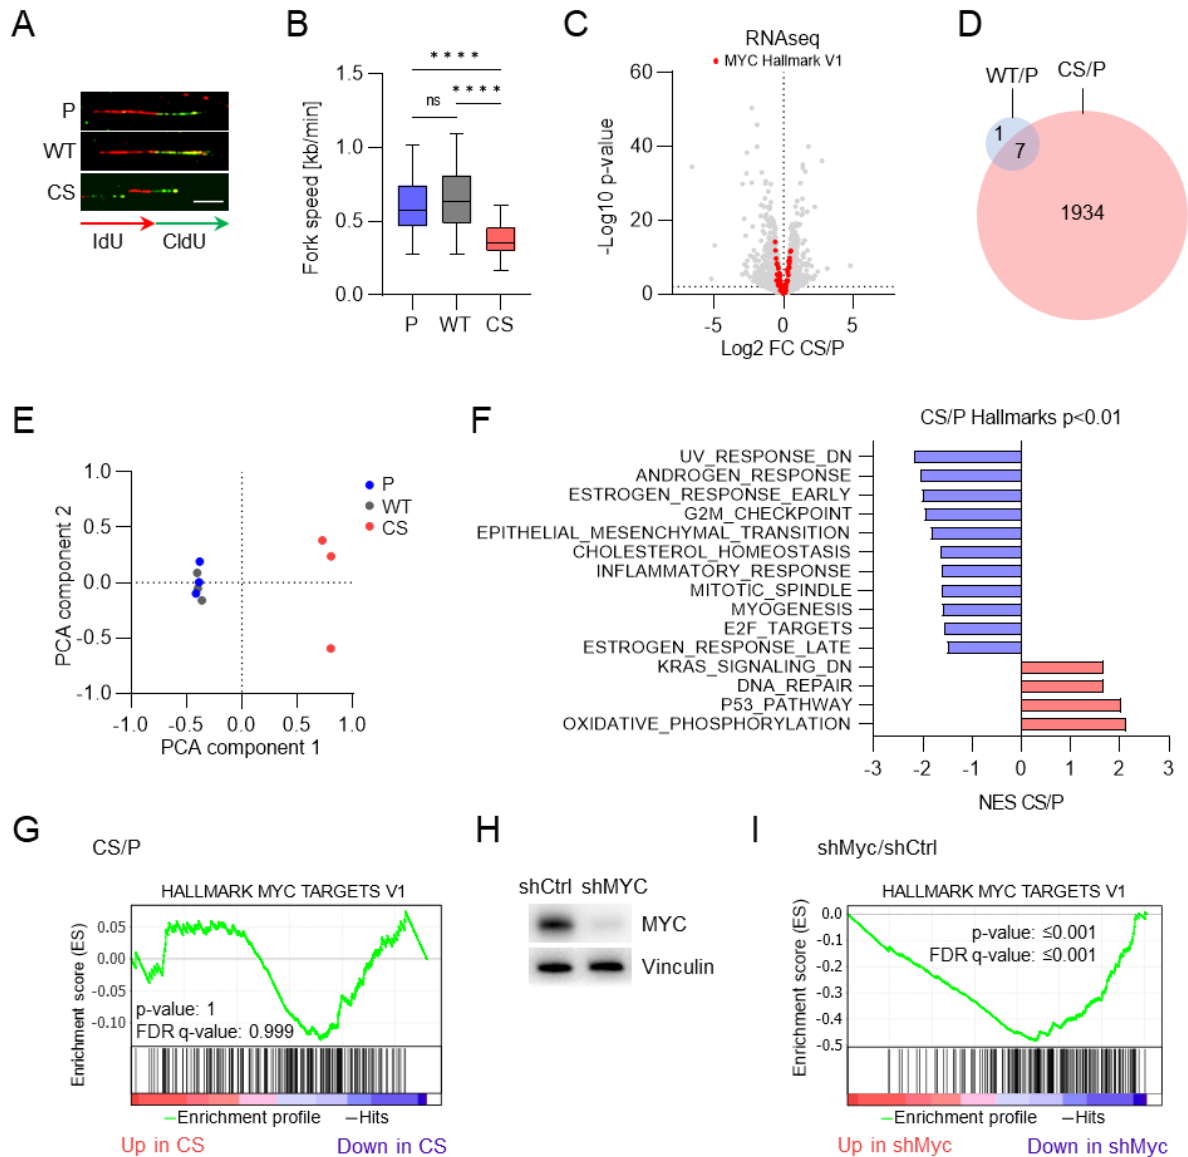 A
P
WT
CS
IdU
CldU
B
Fork speed [kb/min]
1.5
1.0
0.5
0.0
****
ns
****
P
WT
CS
C
RNAseq
MYC Hallmark V1
-Log10 p-value
60
40
20
0
-5
0
5
Log2 FC CS/P
D
WT/P
CS/P
1
7
1934
E
PCA component 2
1.0
0.5
0.0
-0.5
-1.0
-1.0
-0.5
0.0
0.5
1.0
PCA component 1
P
WT
CS
F
CS/P Hallmarks p<0.01
UV_RESPONSE_DN
ANDROGEN_RESPONSE
ESTROGEN_RESPONSE_EARLY
G2M_CHECKPOINT
EPITHELIAL_MESENCHYMAL_TRANSITION
CHOLESTEROL_HOMEOSTASIS
INFLAMMATORY_RESPONSE
MITOTIC_SPINDLE
MYOGENESIS
E2F_TARGETS
ESTROGEN_RESPONSE_LATE
KRAS_SIGNALING_DN
DNA_REPAIR
P53_PATHWAY
OXIDATIVE_PHOSPHORYLATION
-3
-2
-1
0
1
2
3
NES CS/P
G
CS/P
HALLMARK MYC TARGETS V1
Enrichment score (ES)
0.05
0.00
-0.05
-0.10
p-value: 1
FDR q-value: 0.999
Enrichment profile
Hits
Up in CS
Down in CS
H
shCtrl
shMYC
MYC
Vinculin
I
shMyc/shCtrl
HALLMARK MYC TARGETS V1
Enrichment score (ES)
0.0
-0.1
-0.2
-0.3
-0.4
-0.5
p-value: ≤0.001
FDR q-value: ≤0.001
Enrichment profile
Hits
Up in shMyc
Down in shMyc